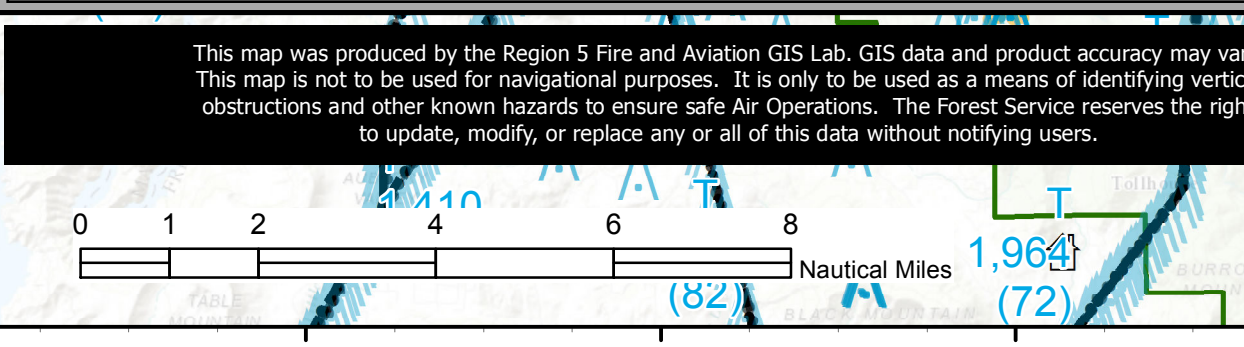 This map was produced by the Region 5 Fire and Aviation GIS Lab. GIS data and product accuracy may var
This map is not to be used for navigational purposes. It is only to be used as a means of identifying vertic
obstructions and other known hazards to ensure safe Air Operations. The Forest Service reserves the righ
to update, modify, or replace any or all of this data without notifying users.
T
T
Tollho
1,410
0 1 2 4 6 8
Nautical Miles
1,964
(72)
(82)
BURRO
TABLE
MOUNTAIN
BLACK MOUNTAIN